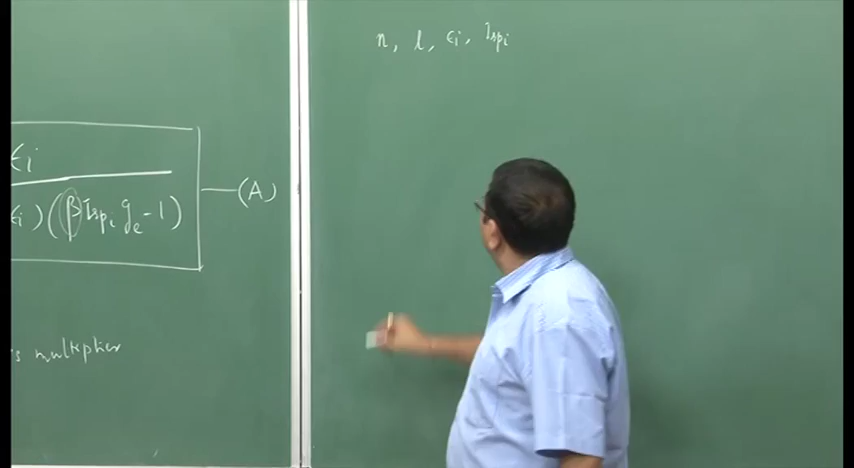 n, l, ϵi, Ispi
ϵi
ϵi)(β Ispi ge - 1)
(A)
s multiplier